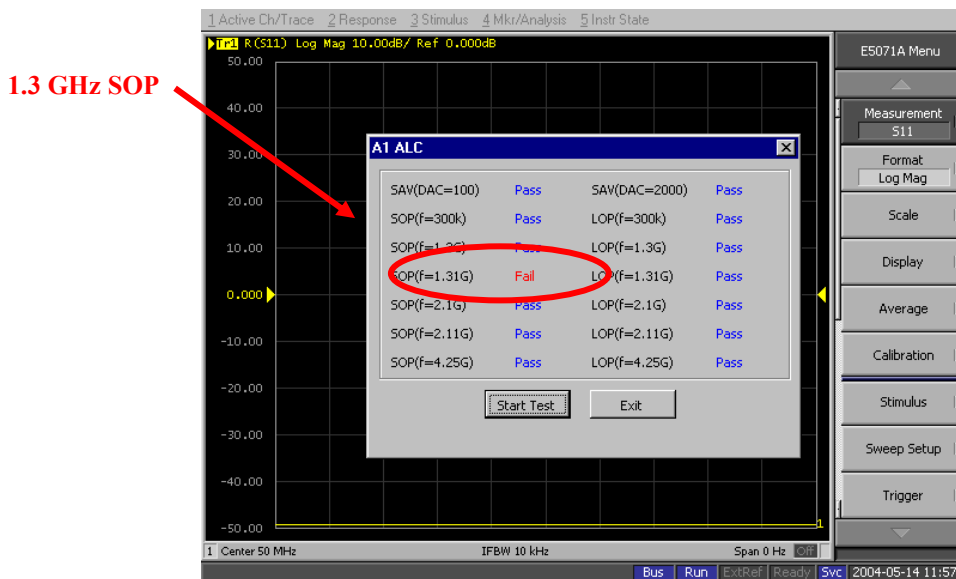 1 Active Ch/Trace 2 Response 3 Stimulus 4 Mkr/Analysis 5 Instr State
Tr1 R(S11) Log Mag 10.00dB/ Ref 0.000dB
50.00
1.3 GHz SOP
40.00
30.00
20.00
10.00
0.000
-10.00
-20.00
-30.00
-40.00
-50.00
A1 ALC
SAV(DAC=100) Pass SAV(DAC=2000) Pass
SOP(f=300k) Pass LOP(f=300k) Pass
SOP(f=1.3G) Pass LOP(f=1.3G) Pass
SOP(f=1.31G) Fail LOP(f=1.31G) Pass
SOP(f=2.1G) Pass LOP(f=2.1G) Pass
SOP(f=2.11G) Pass LOP(f=2.11G) Pass
SOP(f=4.25G) Pass LOP(f=4.25G) Pass
Start Test Exit
1
1 Center 50 MHz IFBW 10 kHz Span 0 Hz Off
E5071A Menu
Measurement
S11
Format
Log Mag
Scale
Display
Average
Calibration
Stimulus
Sweep Setup
Trigger
Bus Run ExtRef Ready Svc 2004-05-14 11:57